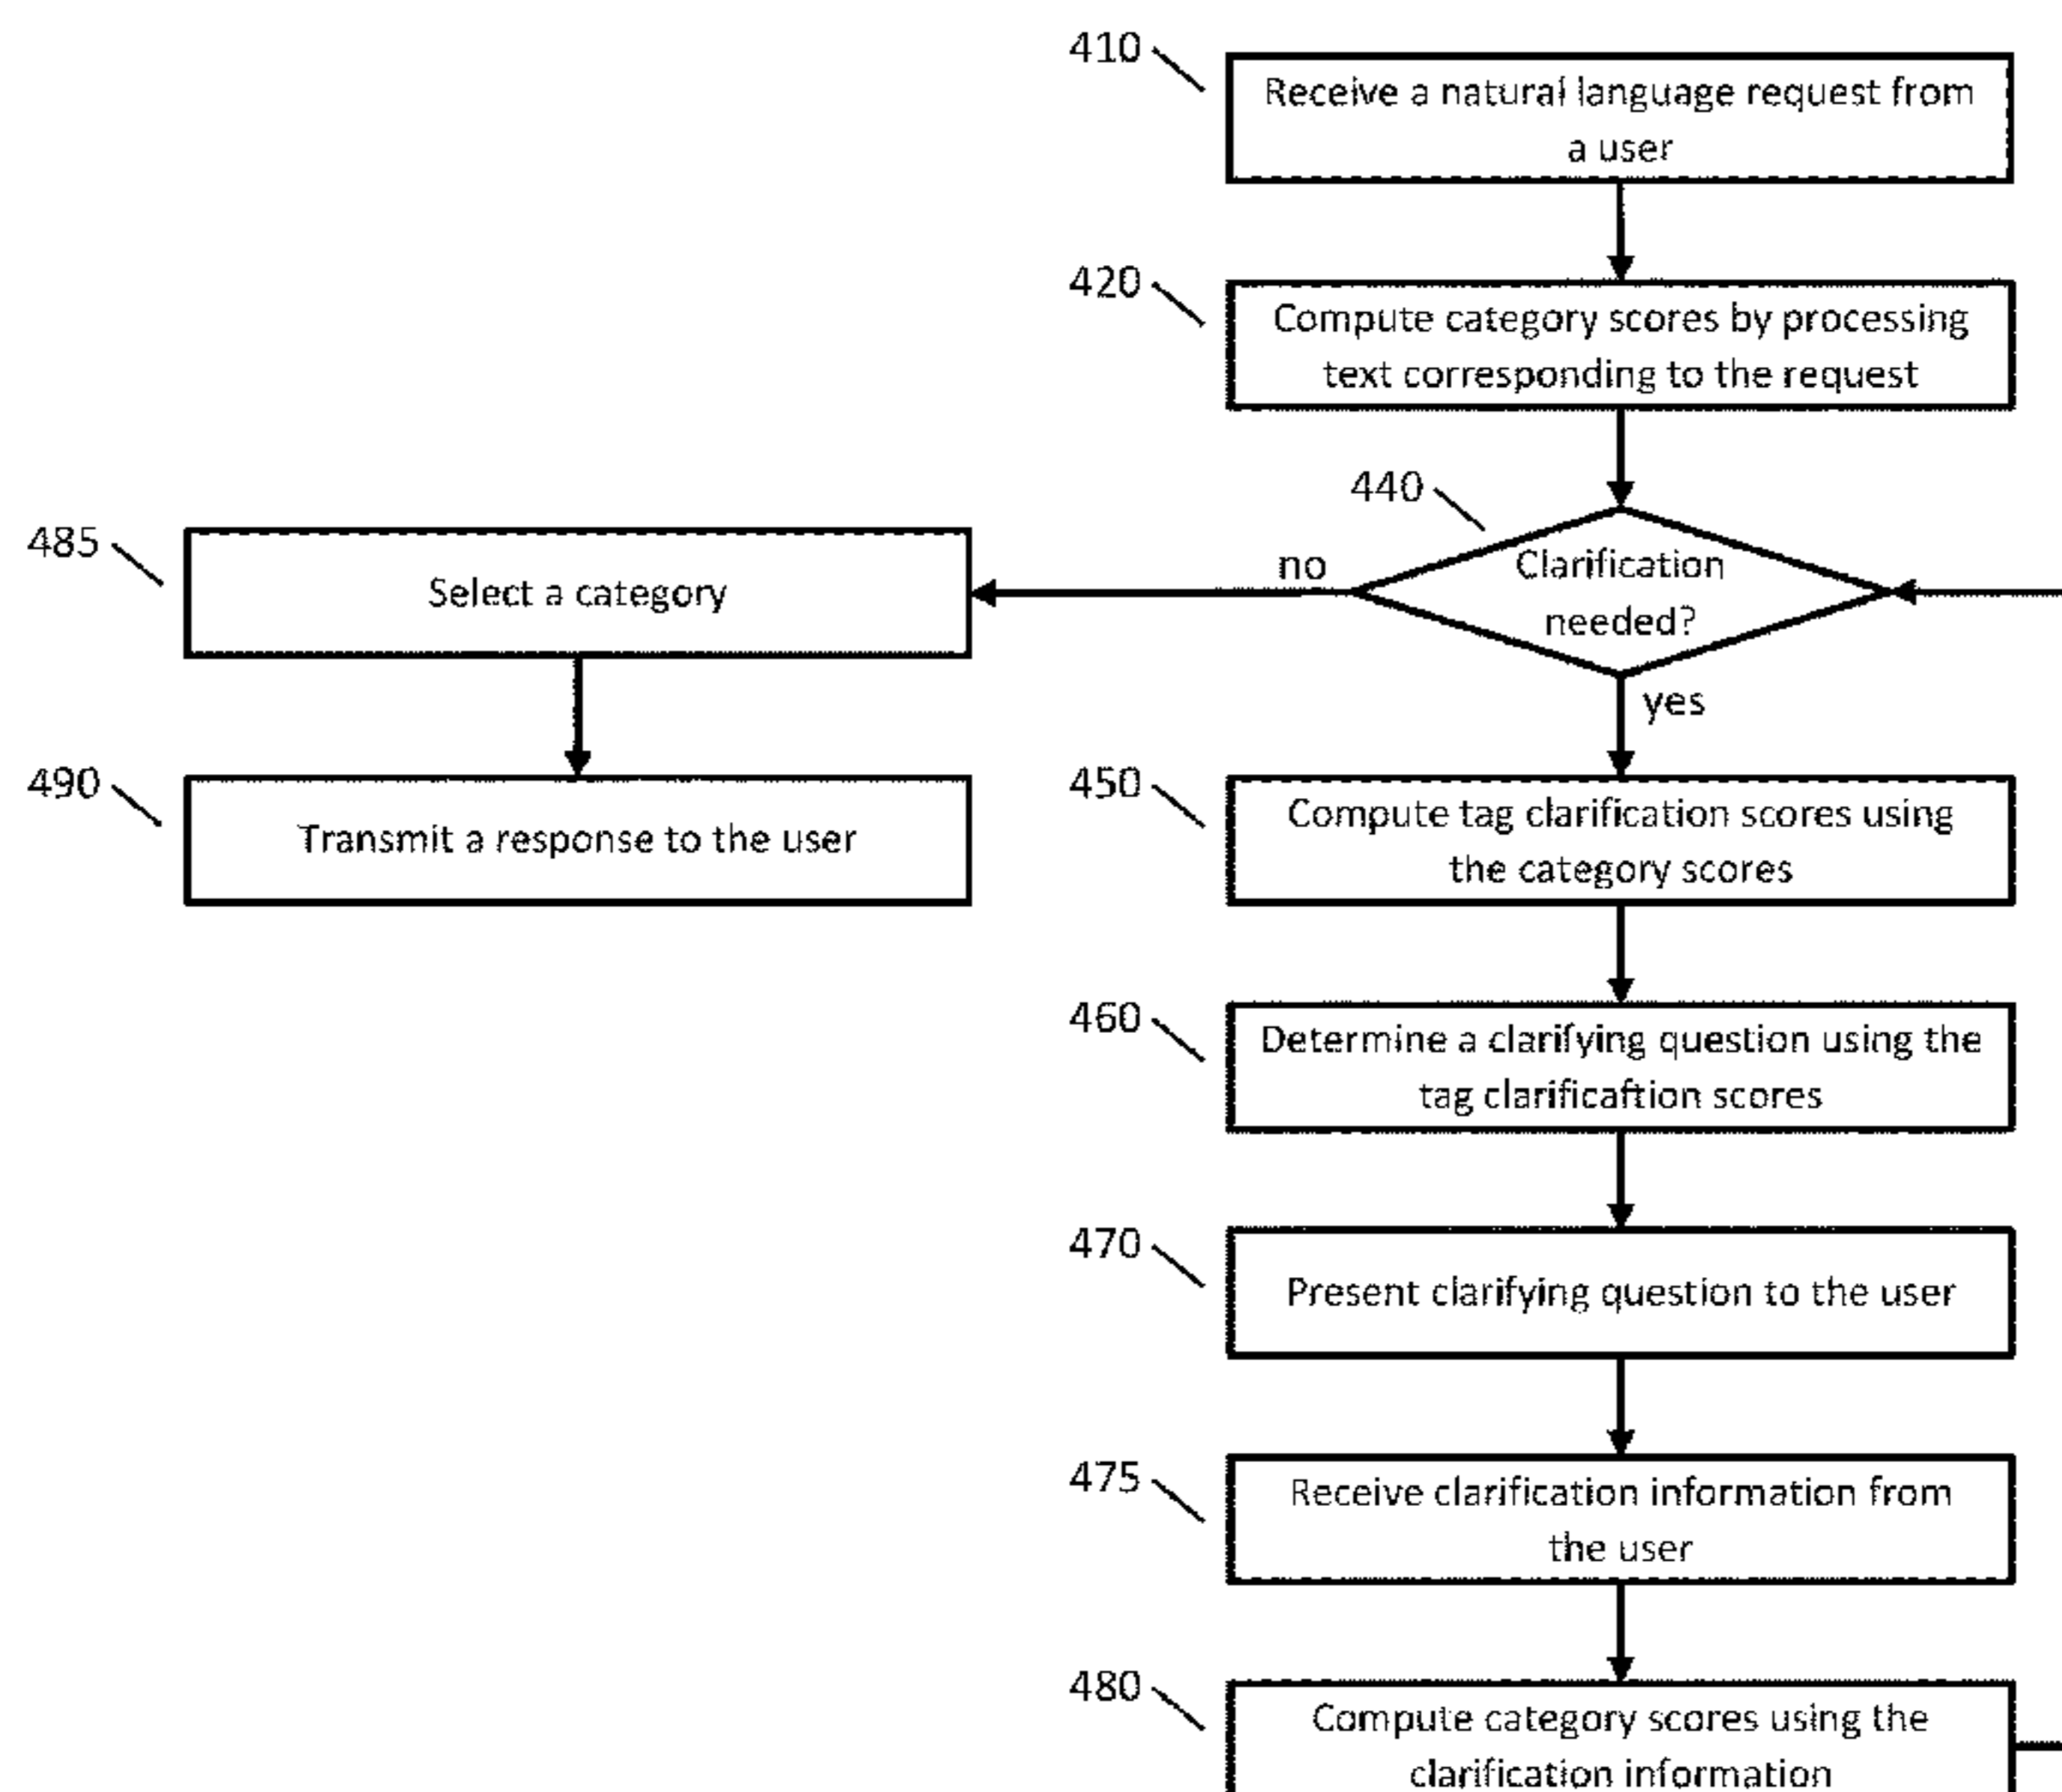 410
Receive a natural language request from
a user
420
Compute category scores by processing
text corresponding to the request
440
Clarification
needed?
no
yes
485
Select a category
490
Transmit a response to the user
450
Compute tag clarification scores using
the category scores
460
Determine a clarifying question using the
tag clarificaftion scores
470
Present clarifying question to the user
475
Receive clarification information from
the user
480
Compute category scores using the
clarification information